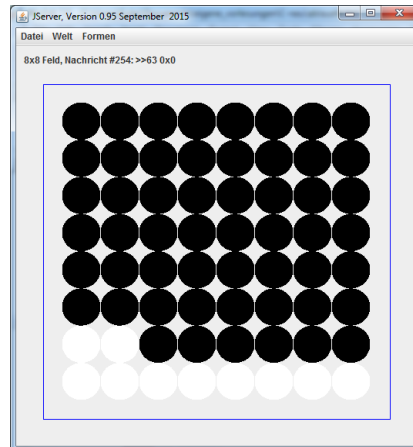 JServer, Version 0.95 September 2015
Datei Welt Formen
8x8 Feld, Nachricht #254: >>63 0x0